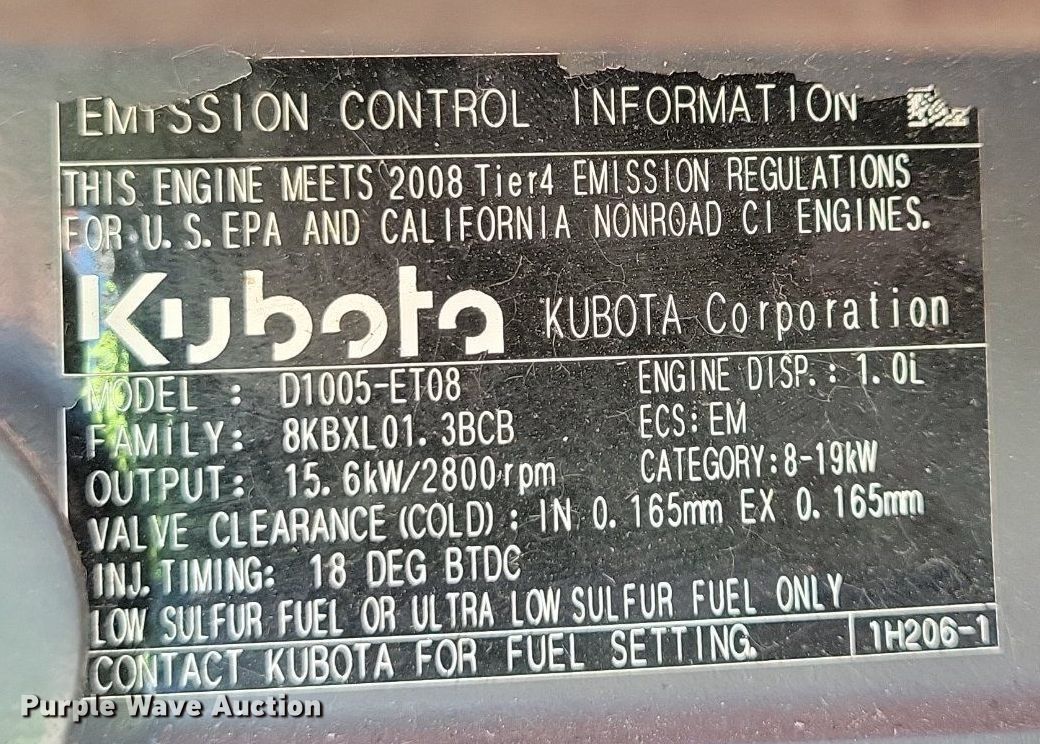 EMISSION CONTROL INFORMATION
THIS ENGINE MEETS 2008 Tier4 EMISSION REGULATIONS
FOR U.S.EPA AND CALIFORNIA NONROAD CI ENGINES.
Kubota KUBOTA Corporation
MODEL : D1005-ET08 ENGINE DISP.: 1.0L
FAMILY: 8KBXL01.3BCB ECS:EM
OUTPUT: 15.6kW/2800rpm CATEGORY:8-19kW
VALVE CLEARANCE(COLD): IN 0.165mm EX 0.165mm
INJ.TIMING: 18 DEG BTDC
LOW SULFUR FUEL OR ULTRA LOW SULFUR FUEL ONLY
CONTACT KUBOTA FOR FUEL SETTING. 1H206-1
Purple Wave Auction